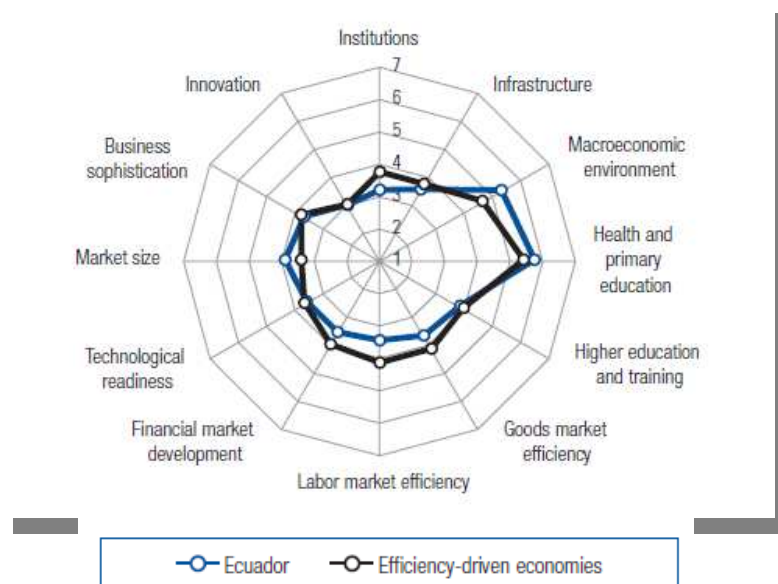 Institutions
Infrastructure
Macroeconomic
environment
Health and
primary
education
Higher education
and training
Goods market
efficiency
Labor market efficiency
Financial market
development
Technological
readiness
Market size
Business
sophistication
Innovation
7
6
5
4
3
2
1
Ecuador
Efficiency-driven economies